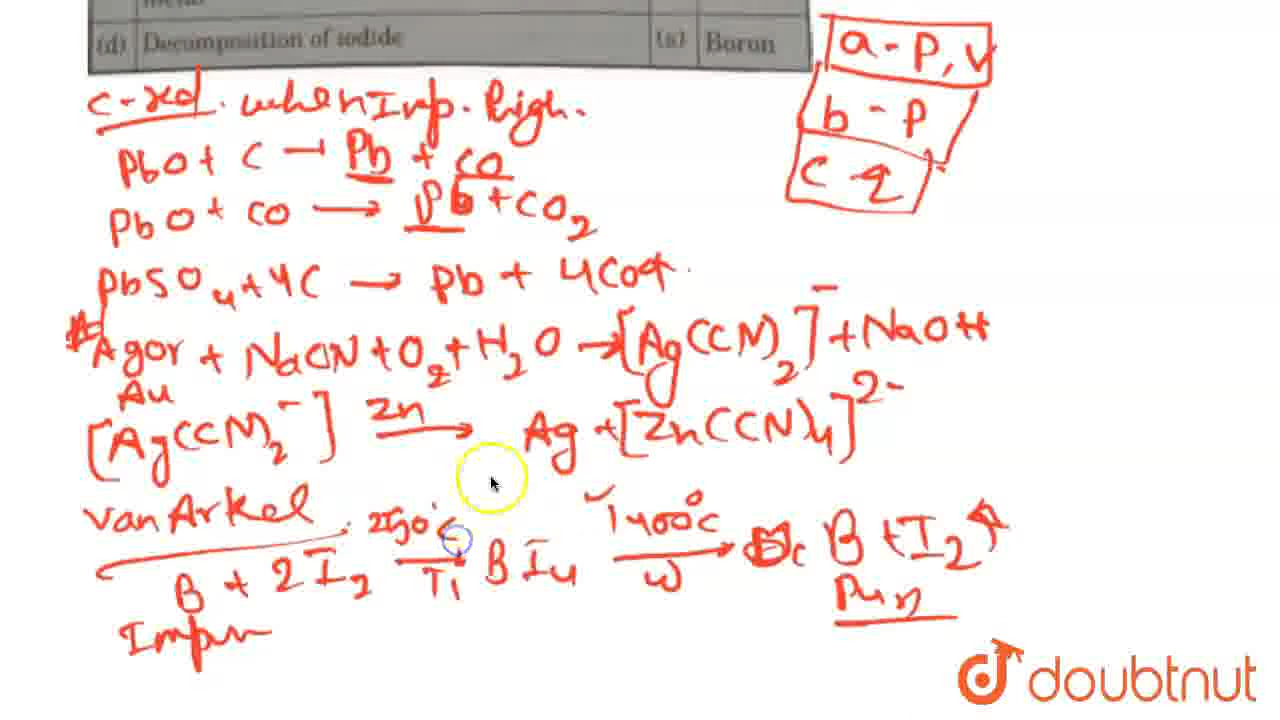 (d) Decomposition of iodide (s) Boron
a - P, r
b - P
c - q
c-red. when Imp. high.
PbO + C → Pb + CO
PbO + CO → Pb + CO2
PbSO4 + 4C → Pb + 4CO↑
Ag or + NaCN + O2 + H2O → [Ag(CN)2]⁻ + NaOH
Au
[Ag(CN)2⁻] Zn → Ag + [Zn(CN)4]²⁻
van Arkel
B + 2I2 250°C → BI4 1400°C → B + I2↑
T1 W
Impur Pure
doubtnut